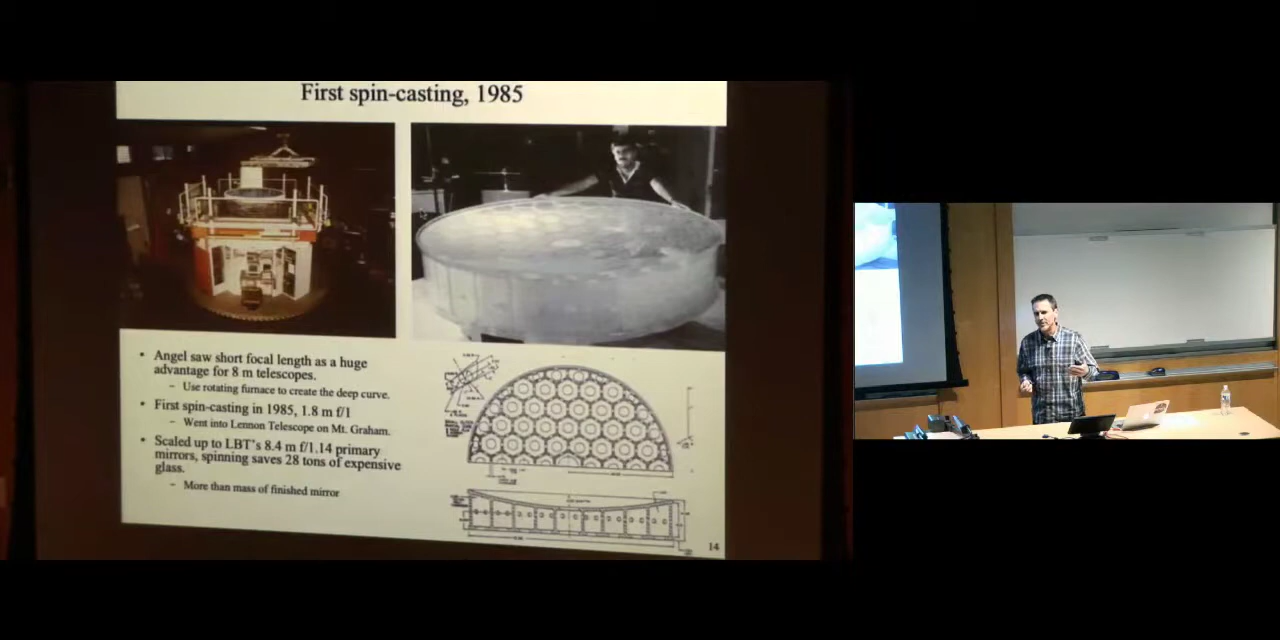 First spin-casting, 1985
• Angel saw short focal length as a huge
advantage for 8 m telescopes.
– Use rotating furnace to create the deep curve.
• First spin-casting in 1985, 1.8 m f/1
– Went into Lennon Telescope on Mt. Graham.
• Scaled up to LBT's 8.4 m f/1.14 primary
mirrors, spinning saves 28 tons of expensive
glass.
– More than mass of finished mirror
14